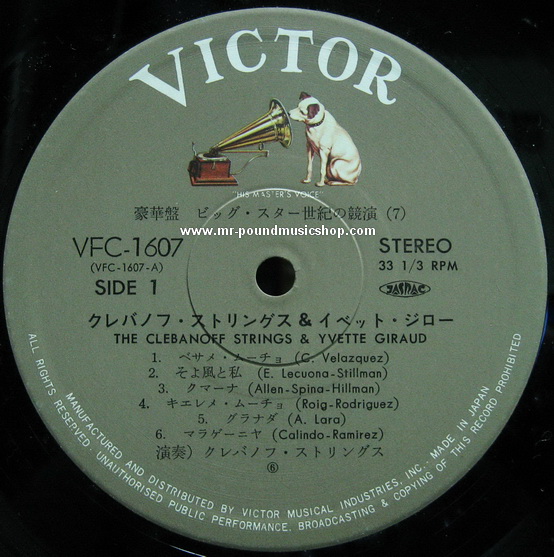 VICTOR
"HIS MASTER'S VOICE"
豪華盤 ビッグ・スター世紀の競演 (7)
www.mr-poundmusicshop.com
VFC-1607
(VFC-1607-A)
SIDE 1
STEREO
33 1/3 RPM
JASRAC
クレバノフ・ストリングス & イベット・ジロー
THE CLEBANOFF STRINGS & YVETTE GIRAUD
1. ベサメ・ムーチョ (C. Velazquez)
2. そよ風と私 (E. Lecuona-Stillman)
3. クマーナ (Allen-Spina-Hillman)
4. キエレメ・ムーチョ (Roig-Rodriguez)
5. グラナダ (A. Lara)
6. マラゲーニヤ (Calindo-Ramirez)
演奏) クレバノフ・ストリングス
⑥
MANUFACTURED AND DISTRIBUTED BY VICTOR MUSICAL INDUSTRIES, INC.: MADE IN JAPAN
ALL RIGHTS RESERVED. UNAUTHORISED PUBLIC PERFORMANCE, BROADCASTING & COPYING OF THIS RECORD PROHIBITED